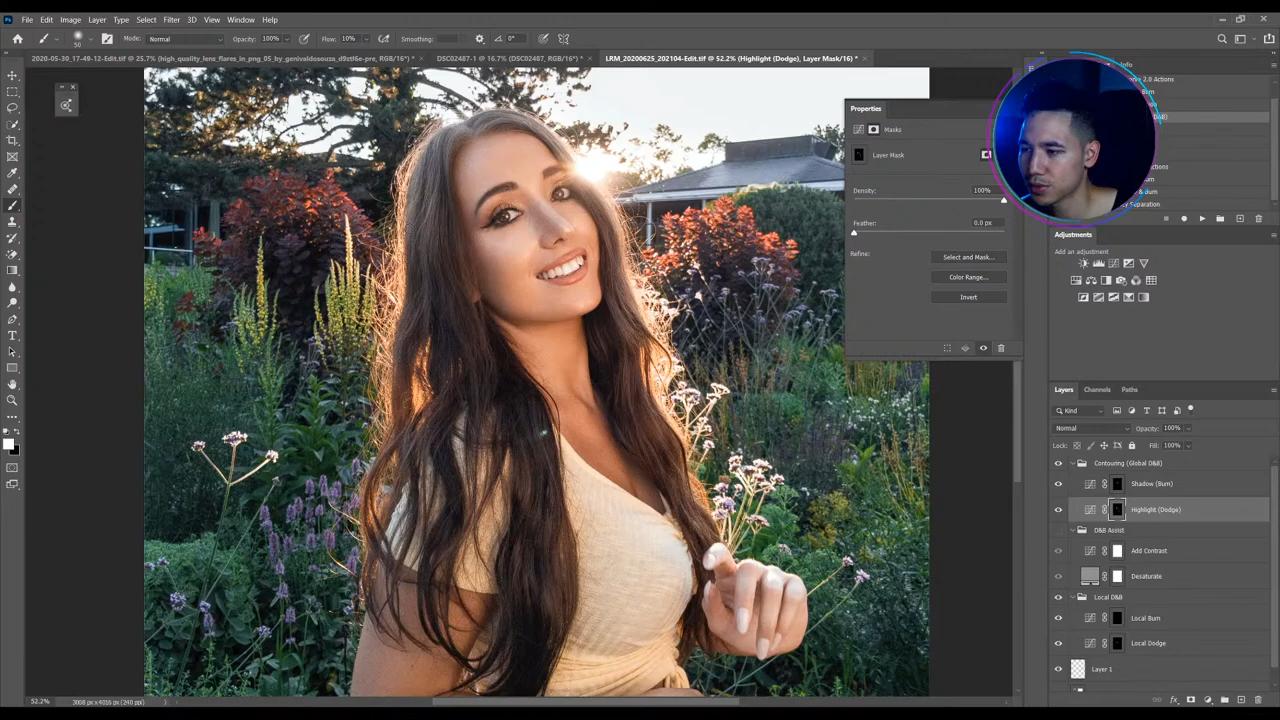 Ps File Edit Image Layer Type Select Filter 3D View Window Help
50 Mode: Normal Opacity: 100% Flow: 10% Smoothing: 0°
2020-05-30_17-49-12-Edit.tif @ 25.7% (high_quality_lens_flares_in_png_05_by_genivaldosouza_d9ztl6e-pre, RGB/16*) * × DSC02487-1 @ 16.7% (DSC02487, RGB/16*) * × LRM_20200625_202104-Edit.tif @ 52.2% (Highlight (Dodge), Layer Mask/16) * ×
Info
Properties
Masks
Layer Mask
Density: 100%
Feather: 0.0 px
Refine: Select and Mask...
Color Range...
Invert
Adjustments
Add an adjustment
Layers Channels Paths
Kind
Normal Opacity: 100%
Lock: Fill: 100%
Contouring (Global D&B)
Shadow (Burn)
Highlight (Dodge)
D&B Assist
Add Contrast
Desaturate
Local D&B
Local Burn
Local Dodge
Layer 1
fx
52.2% 3008 px x 4016 px (240 ppi)